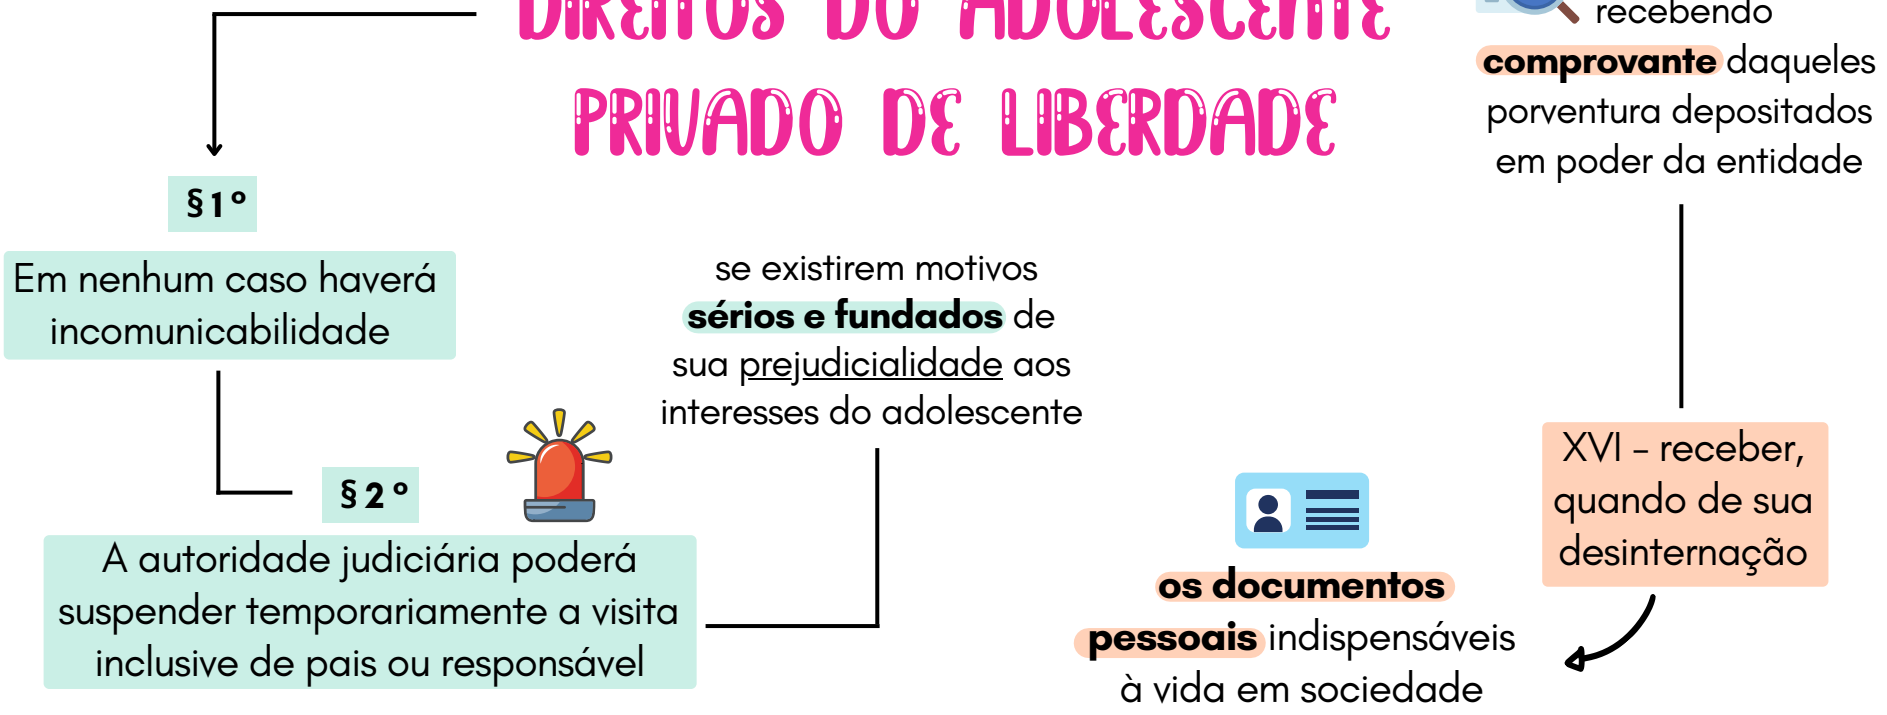 DIREITOS DO ADOLESCENTE
PRIVADO DE LIBERDADE
§ 1º
Em nenhum caso haverá
incomunicabilidade
§ 2º
A autoridade judiciária poderá
suspender temporariamente a visita
inclusive de pais ou responsável
se existirem motivos
sérios e fundados de
sua prejudicialidade aos
interesses do adolescente
recebendo
comprovante daqueles
porventura depositados
em poder da entidade
XVI - receber,
quando de sua
desinternação
os documentos
pessoais indispensáveis
à vida em sociedade